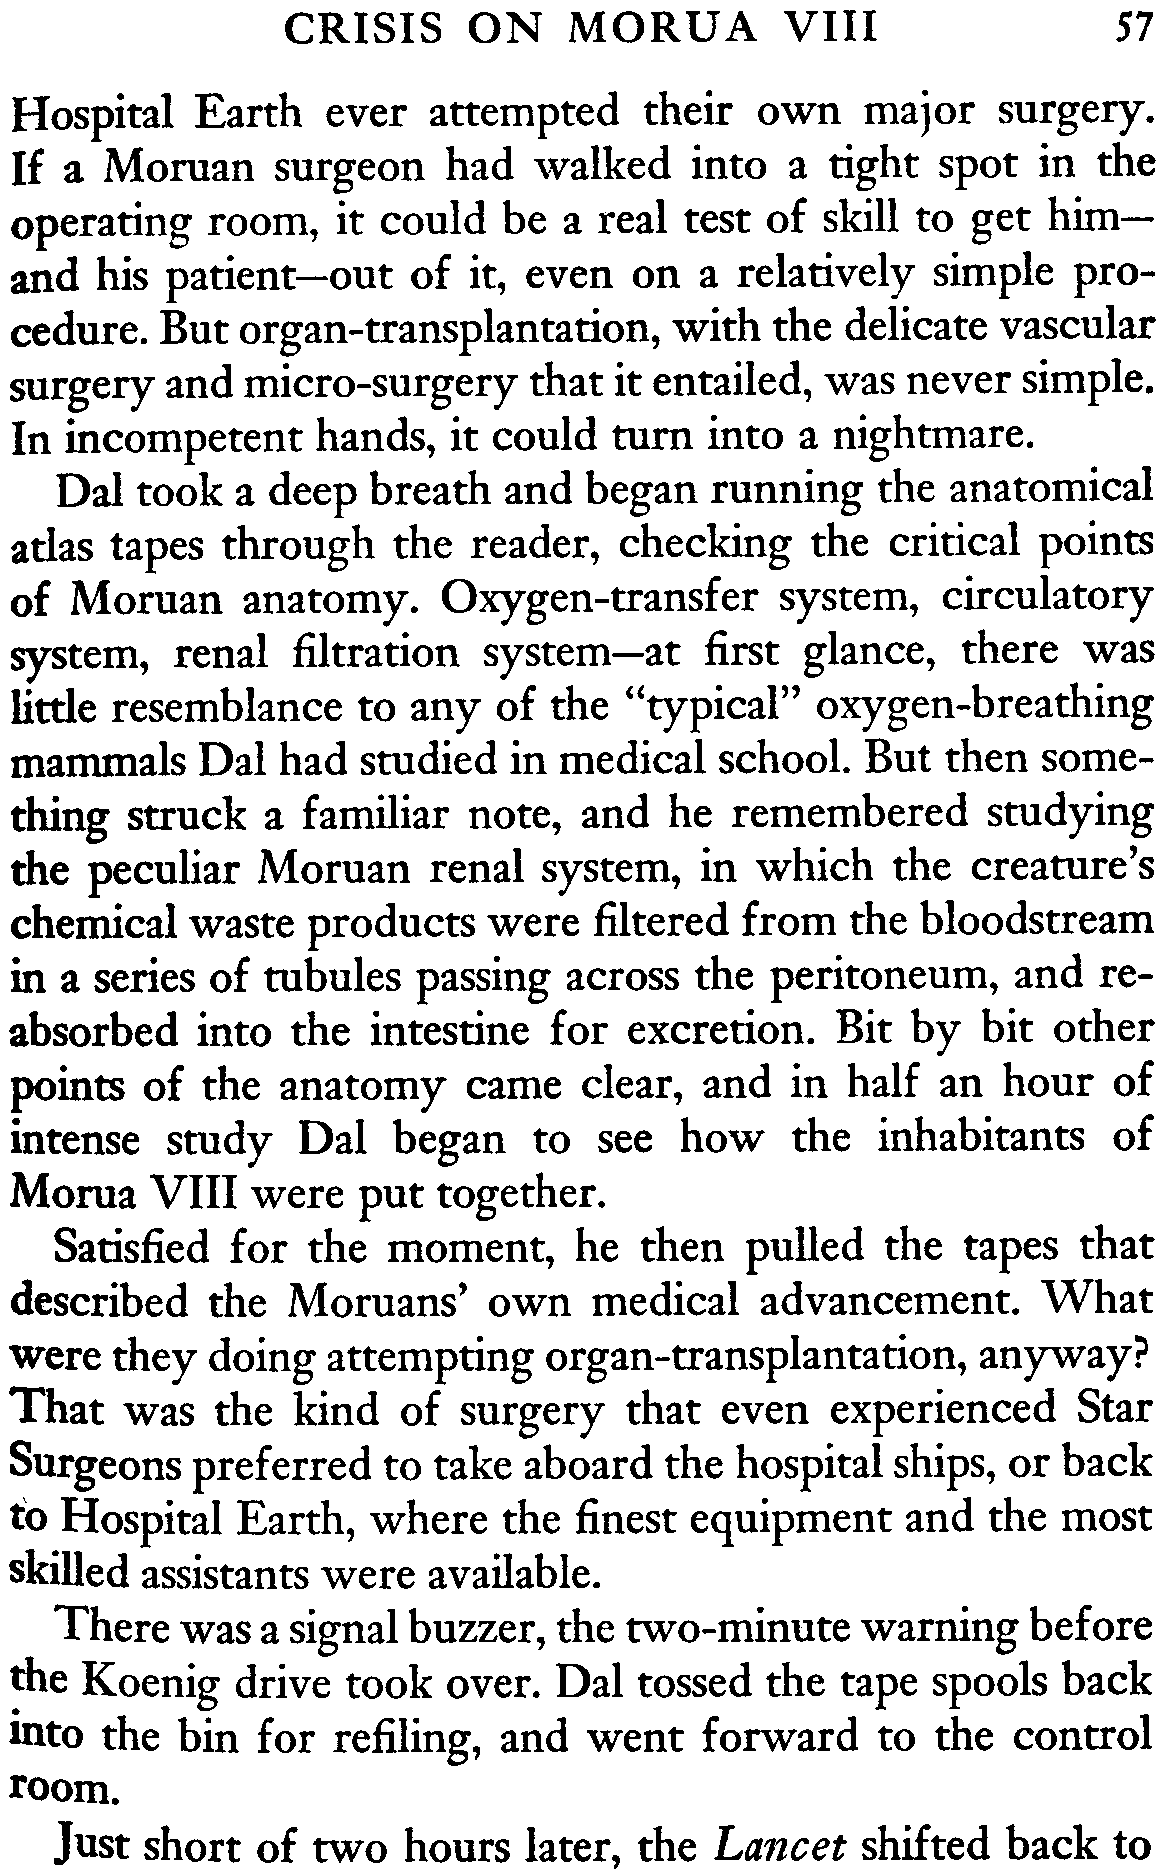 CRISIS ON MORUA VIII 57
Hospital Earth ever attempted their own major surgery.
If a Moruan surgeon had walked into a tight spot in the
operating room, it could be a real test of skill to get him—
and his patient—out of it, even on a relatively simple pro-
cedure. But organ-transplantation, with the delicate vascular
surgery and micro-surgery that it entailed, was never simple.
In incompetent hands, it could turn into a nightmare.
Dal took a deep breath and began running the anatomical
atlas tapes through the reader, checking the critical points
of Moruan anatomy. Oxygen-transfer system, circulatory
system, renal filtration system—at first glance, there was
little resemblance to any of the “typical” oxygen-breathing
mammals Dal had studied in medical school. But then some-
thing struck a familiar note, and he remembered studying
the peculiar Moruan renal system, in which the creature’s
chemical waste products were filtered from the bloodstream
in a series of tubules passing across the peritoneum, and re-
absorbed into the intestine for excretion. Bit by bit other
points of the anatomy came clear, and in half an hour of
intense study Dal began to see how the inhabitants of
Morua VIII were put together.
Satisfied for the moment, he then pulled the tapes that
described the Moruans’ own medical advancement. What
were they doing attempting organ-transplantation, anyway?
That was the kind of surgery that even experienced Star
Surgeons preferred to take aboard the hospital ships, or back
to Hospital Earth, where the finest equipment and the most
skilled assistants were available.
There was a signal buzzer, the two-minute warning before
the Koenig drive took over. Dal tossed the tape spools back
into the bin for refiling, and went forward to the control
room.
Just short of two hours later, the Lancet shifted back to